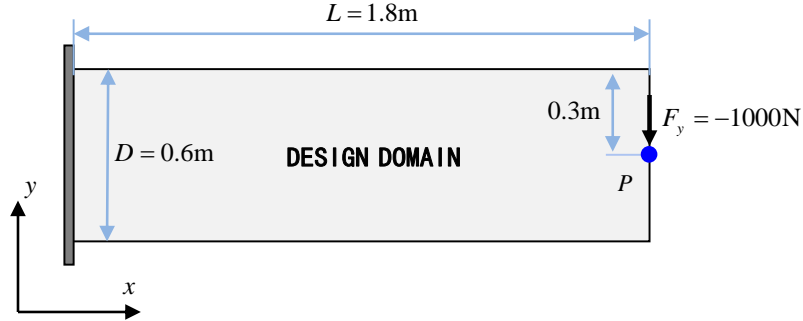 L = 1.8m
0.3m
F_y = −1000N
D = 0.6m
DESIGN DOMAIN
P
y
x